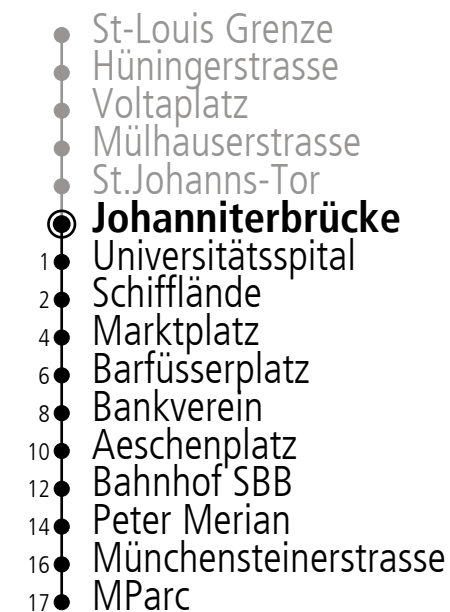 St-Louis Grenze
Hüningerstrasse
Voltaplatz
Mülhauserstrasse
St.Johanns-Tor
Johanniterbrücke
1 Universitätsspital
2 Schifflände
4 Marktplatz
6 Barfüsserplatz
8 Bankverein
10 Aeschenplatz
12 Bahnhof SBB
14 Peter Merian
16 Münchensteinerstrasse
17 MParc